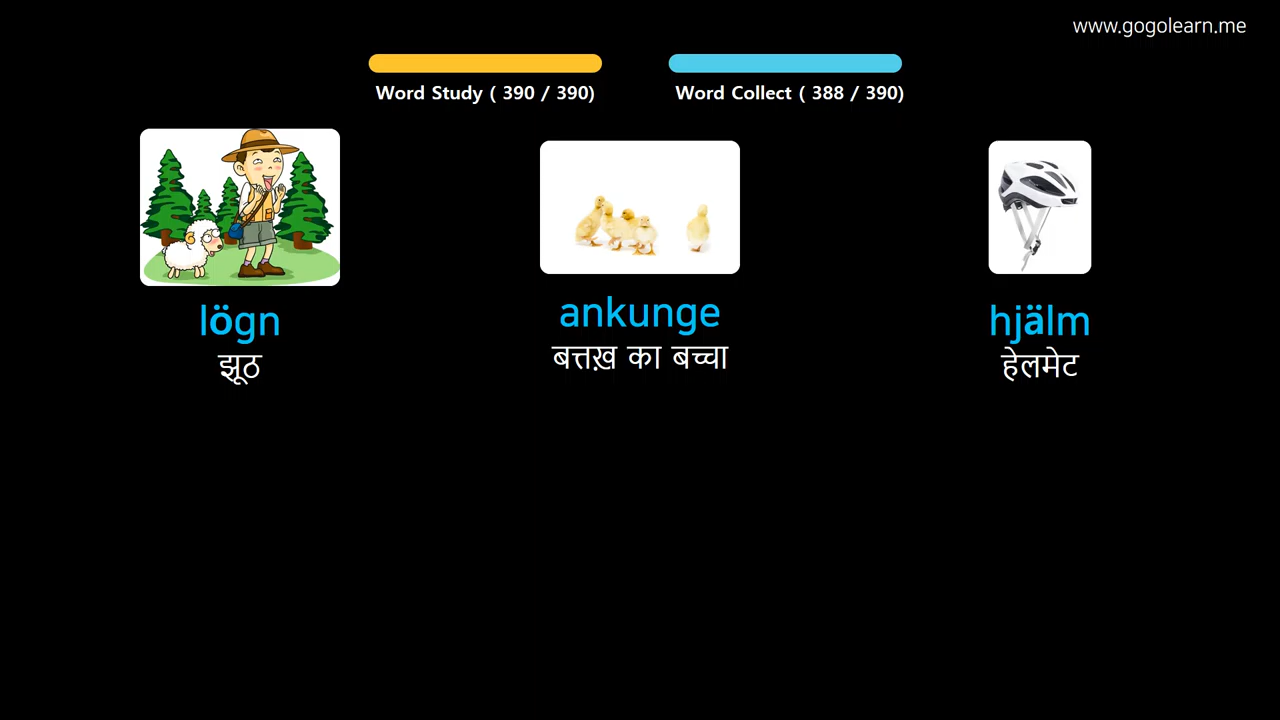 www.gogolearn.me
Word Study ( 390 / 390)
Word Collect ( 388 / 390)
lögn
झूठ
ankunge
बत्तख़ का बच्चा
hjälm
हेलमेट